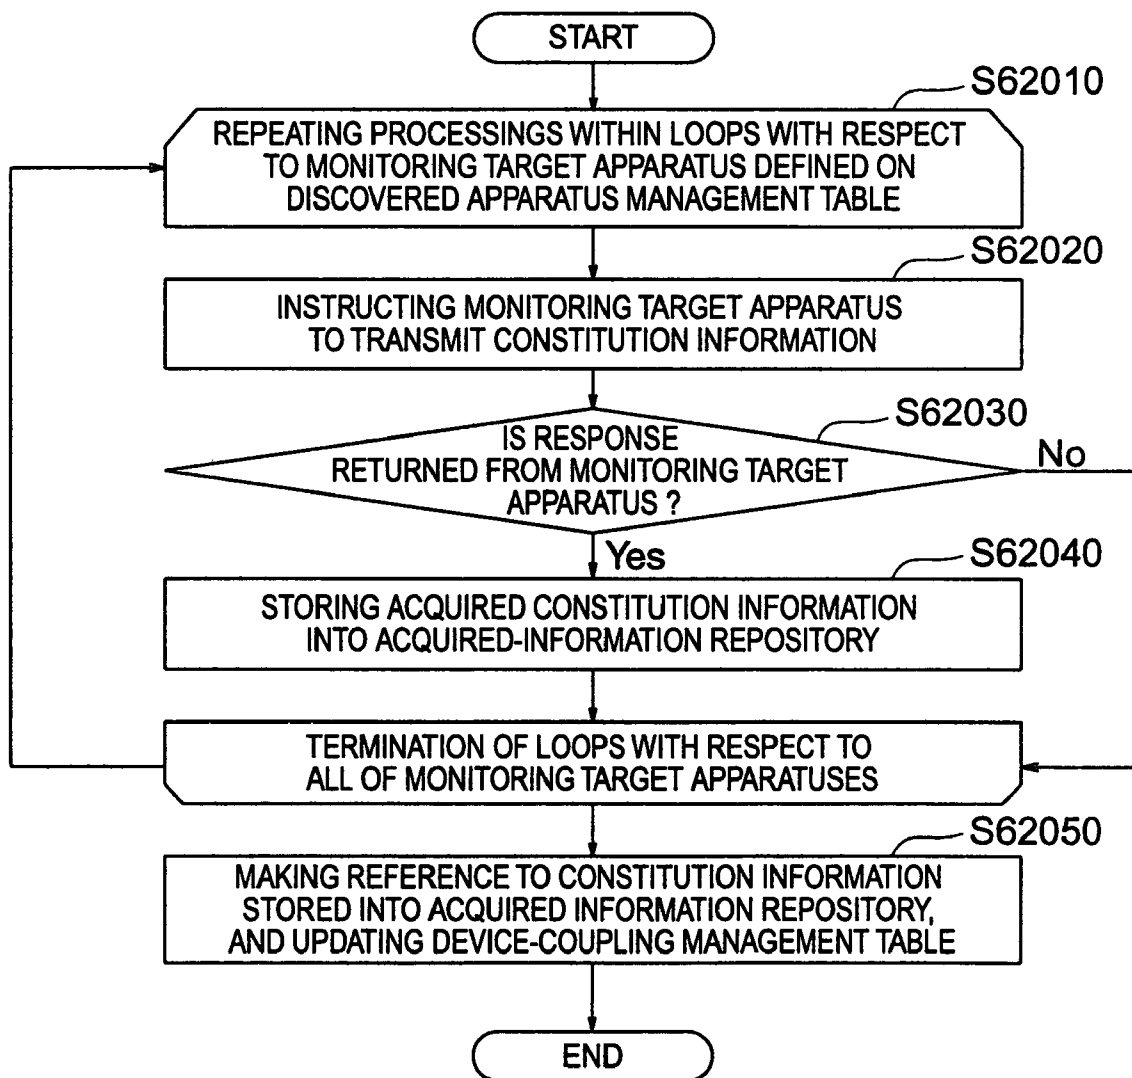 START
S62010
REPEATING PROCESSINGS WITHIN LOOPS WITH RESPECT
TO MONITORING TARGET APPARATUS DEFINED ON
DISCOVERED APPARATUS MANAGEMENT TABLE
S62020
INSTRUCTING MONITORING TARGET APPARATUS
TO TRANSMIT CONSTITUTION INFORMATION
S62030
IS RESPONSE
RETURNED FROM MONITORING TARGET
APPARATUS ?
No
Yes
S62040
STORING ACQUIRED CONSTITUTION INFORMATION
INTO ACQUIRED-INFORMATION REPOSITORY
TERMINATION OF LOOPS WITH RESPECT TO
ALL OF MONITORING TARGET APPARATUSES
S62050
MAKING REFERENCE TO CONSTITUTION INFORMATION
STORED INTO ACQUIRED INFORMATION REPOSITORY,
AND UPDATING DEVICE-COUPLING MANAGEMENT TABLE
END